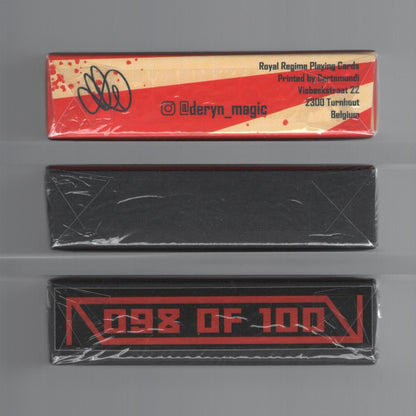 Royal Regime Playing Cards
Printed by Cartamundi
Visbeekstraat 22
2300 Turnhout
Belgium
@deryn_magic
098 OF 100